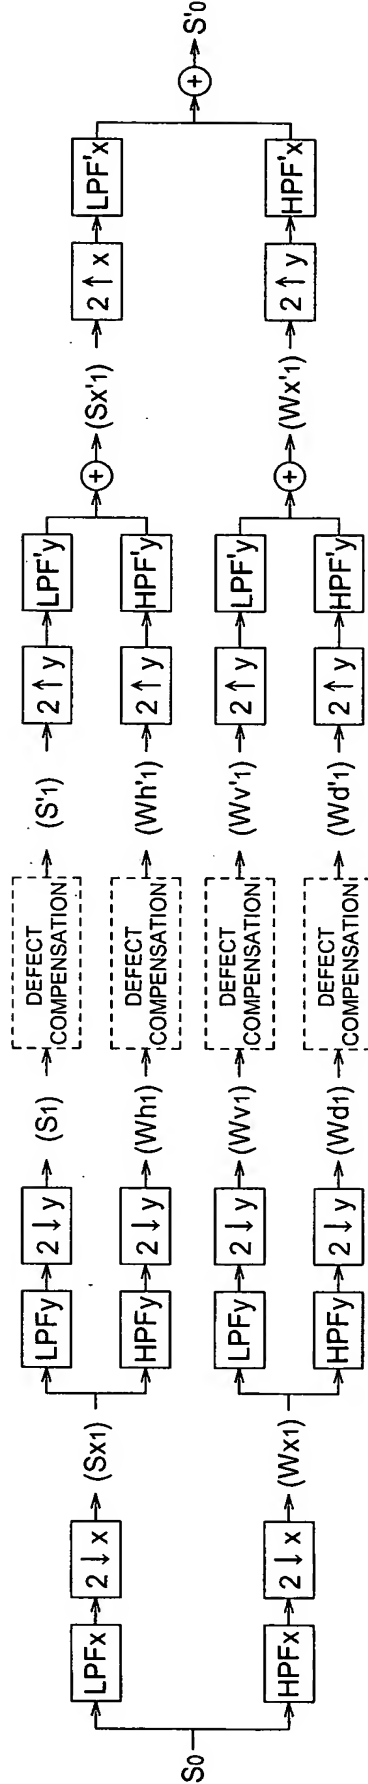 S0
LPFx
2↓x
(Sx1)
HPFx
2↓x
(Wx1)
LPFy
2↓y
(S1)
HPFy
2↓y
(Wh1)
LPFy
2↓y
(Wv1)
HPFy
2↓y
(Wd1)
DEFECT
COMPENSATION
DEFECT
COMPENSATION
DEFECT
COMPENSATION
DEFECT
COMPENSATION
(S'1)
2↑y
LPF'y
(Wh'1)
2↑y
HPF'y
(Wv'1)
2↑y
LPF'y
(Wd'1)
2↑y
HPF'y
+
(Sx'1)
2↑x
LPF'x
+
(Wx'1)
2↑y
HPF'x
+
S'0